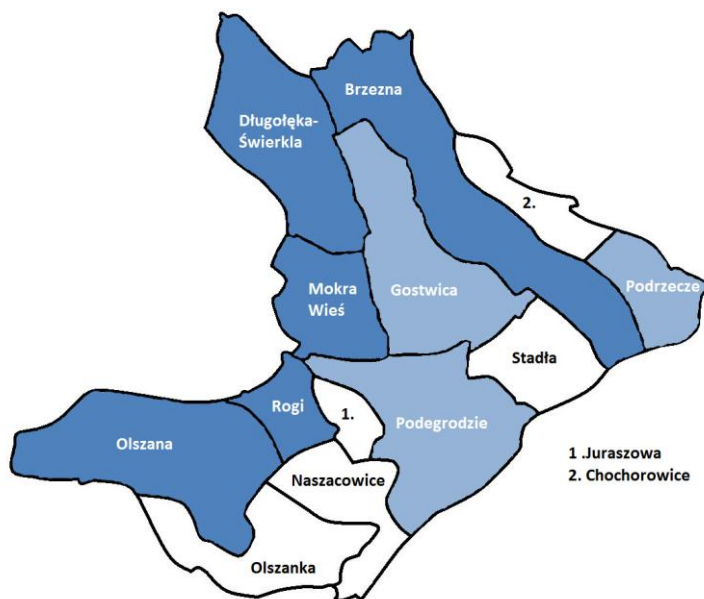 Brzezna
Długołęka-
Świerkla
2.
Podrzecze
Mokra
Wieś
Gostwica
Stadła
Rogi
1.
Podegrodzie
Olszana
1 .Juraszowa
Naszacowice
2. Chochorowice
Olszanka